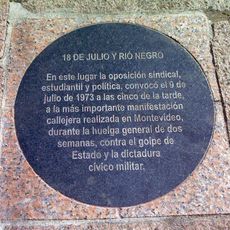 18 DE JULIO Y RIÓ NEGRO
En este lugar la oposición sindical,
estudiantil y política, convocó el 9 de
julio de 1973 a las cinco de la tarde,
a la más importante manifestación
callejera realizada en Montevideo,
durante la huelga general de dos
semanas, contra el golpe de
Estado y la dictadura
cívico militar.